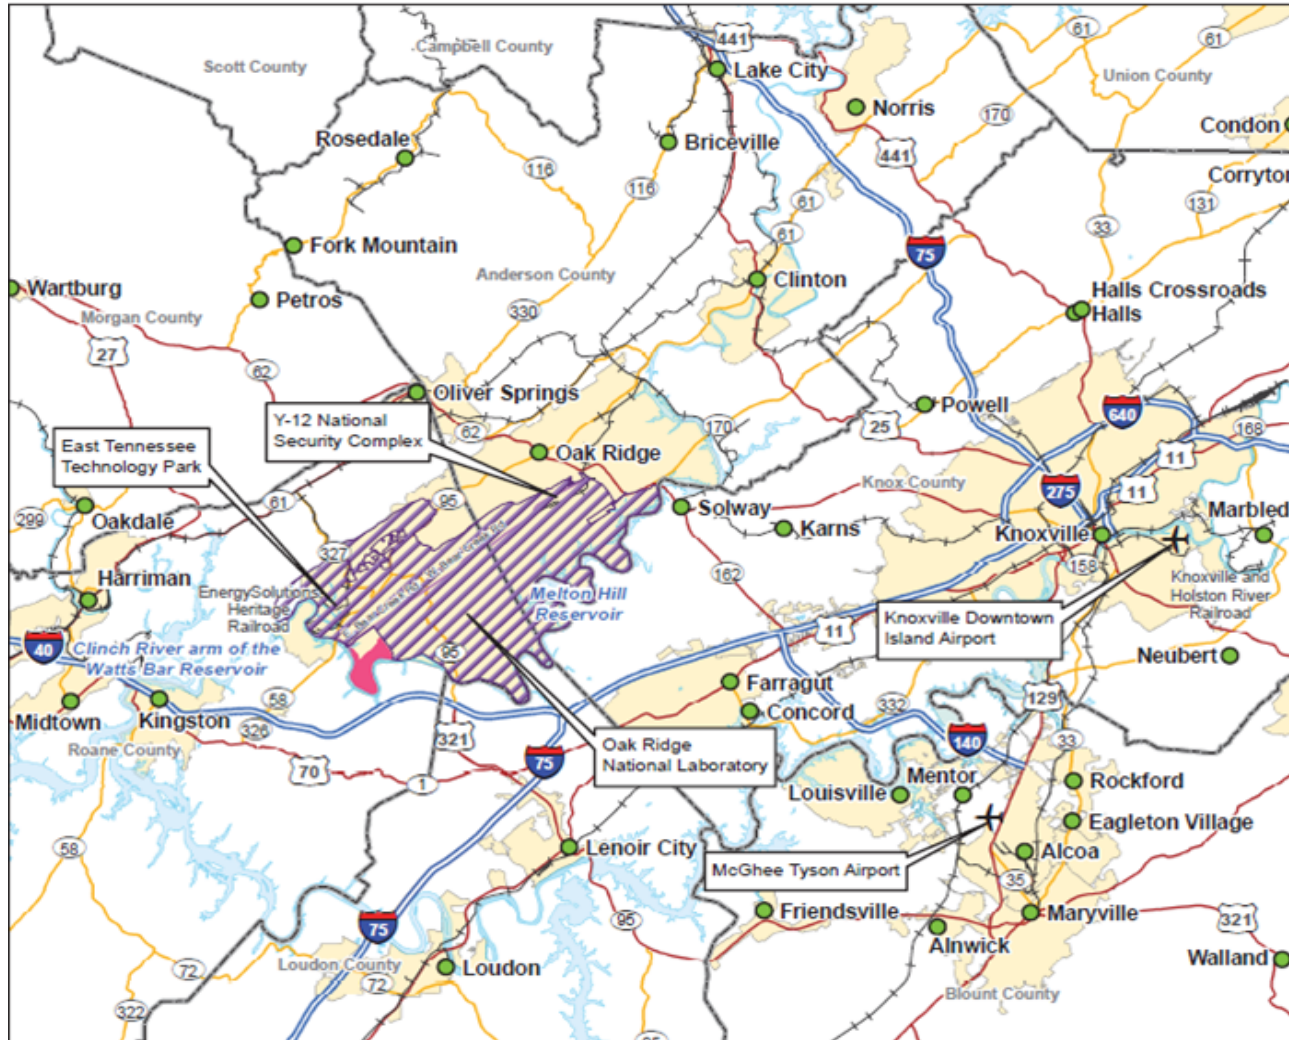 Campbell County
Scott County
441
Lake City
61
61
Union County
Norris
170
Condon
Rosedale
Briceville
441
116
116
Corryton
61
131
33
61
Fork Mountain
75
Anderson County
Clinton
Wartburg
Petros
Halls Crossroads
Halls
Morgan County
330
27
62
Oliver Springs
Powell
640
Y-12 National
Security Complex
62
170
25
168
East Tennessee
Technology Park
Oak Ridge
11
Knox County
275
11
61
95
Solway
Marbled
299
Oakdale
Karns
Knoxville
327
W. Bear Creek Rd
158
162
Harriman
EnergySolutions
Heritage
Railroad
Melton Hill
Reservoir
Knoxville and
Holston River
Railroad
Knoxville Downtown
Island Airport
11
40
Clinch River arm of the
Watts Bar Reservoir
95
Neubert
58
Farragut
Midtown
Kingston
Concord
332
129
326
321
Roane County
Oak Ridge
National Laboratory
140
33
75
70
1
Louisville
Mentor
Rockford
Eagleton Village
58
Lenoir City
Alcoa
McGhee Tyson Airport
35
75
95
Friendsville
Maryville
321
Alnwick
Walland
72
Loudon County
Loudon
72
Blount County
322